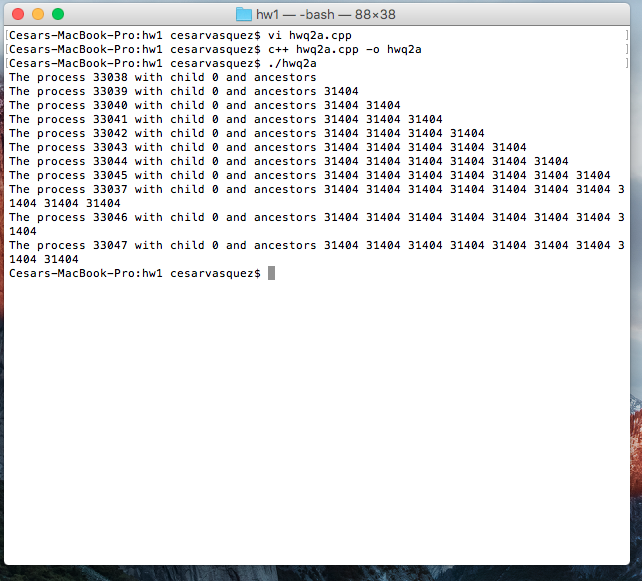 hw1 — -bash — 88×38
[Cesars-MacBook-Pro:hw1 cesarvasquez$ vi hwq2a.cpp ]
[Cesars-MacBook-Pro:hw1 cesarvasquez$ c++ hwq2a.cpp -o hwq2a ]
[Cesars-MacBook-Pro:hw1 cesarvasquez$ ./hwq2a ]
The process 33038 with child 0 and ancestors
The process 33039 with child 0 and ancestors 31404
The process 33040 with child 0 and ancestors 31404 31404
The process 33041 with child 0 and ancestors 31404 31404 31404
The process 33042 with child 0 and ancestors 31404 31404 31404 31404
The process 33043 with child 0 and ancestors 31404 31404 31404 31404 31404
The process 33044 with child 0 and ancestors 31404 31404 31404 31404 31404 31404
The process 33045 with child 0 and ancestors 31404 31404 31404 31404 31404 31404 31404
The process 33037 with child 0 and ancestors 31404 31404 31404 31404 31404 31404 31404 3
1404 31404 31404
The process 33046 with child 0 and ancestors 31404 31404 31404 31404 31404 31404 31404 3
1404
The process 33047 with child 0 and ancestors 31404 31404 31404 31404 31404 31404 31404 3
1404 31404
Cesars-MacBook-Pro:hw1 cesarvasquez$